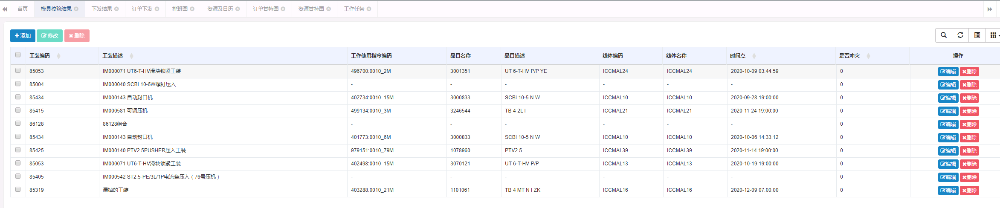 首页 模具校验结果 下发结果 订单下发 排班图 资源及日历 订单甘特图 资源甘特图 工作任务
添加 修改 删除
工装编码 工装描述 工作使用指令编码 品目名称 品目描述 线体编码 线体名称 时间点 是否冲突 操作
85053 IM000071 UT6-T-HV滑块锁紧工装 496700:0010_2M 3001351 UT 6-T-HV P/P YE ICCMAL24 ICCMAL24 2020-10-09 03:44:59 0 编辑 删除
85004 IM000040 SCBI 10-6W螺钉压入 - - - - - - 0 编辑 删除
85434 IM000143 自动封口机 402734:0010_15M 3000833 SCBI 10-5 N W ICCMAL10 ICCMAL10 2020-09-28 19:00:00 0 编辑 删除
85415 IM000581 可调压机 499134:0010_3M 3246544 TB 4-2L I ICCMAL21 ICCMAL21 2020-11-24 19:00:00 0 编辑 删除
86128 86128组合 - - - - - - 0 编辑 删除
85434 IM000143 自动封口机 401773:0010_6M 3000833 SCBI 10-5 N W ICCMAL10 ICCMAL10 2020-10-06 14:33:12 0 编辑 删除
85425 IM000140 PTV2.5PUSHER压入工装 979151:0010_79M 1078960 PTV2.5 ICCMAL39 ICCMAL39 2020-11-14 19:00:00 0 编辑 删除
85053 IM000071 UT6-T-HV滑块锁紧工装 402498:0010_15M 3070121 UT 6-T-HV P/P ICCMAL13 ICCMAL13 2020-10-19 19:00:00 0 编辑 删除
85405 IM000542 ST2.5-PE/3L/1P电流条压入（76号压机） - - - - - - 0 编辑 删除
85319 漏掉的工装 403288:0010_21M 1101061 TB 4 MT N I ZK ICCMAL16 ICCMAL16 2020-12-09 07:00:00 0 编辑 删除